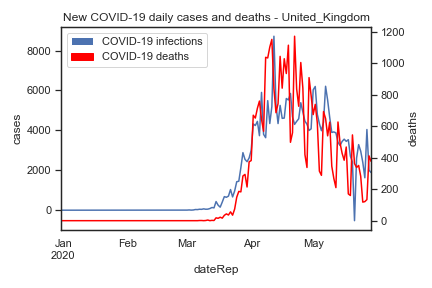 New COVID-19 daily cases and deaths - United_Kingdom
COVID-19 infections
COVID-19 deaths
8000
6000
4000
2000
0
cases
1200
1000
800
600
400
200
0
deaths
Jan
2020
Feb
Mar
Apr
May
dateRep